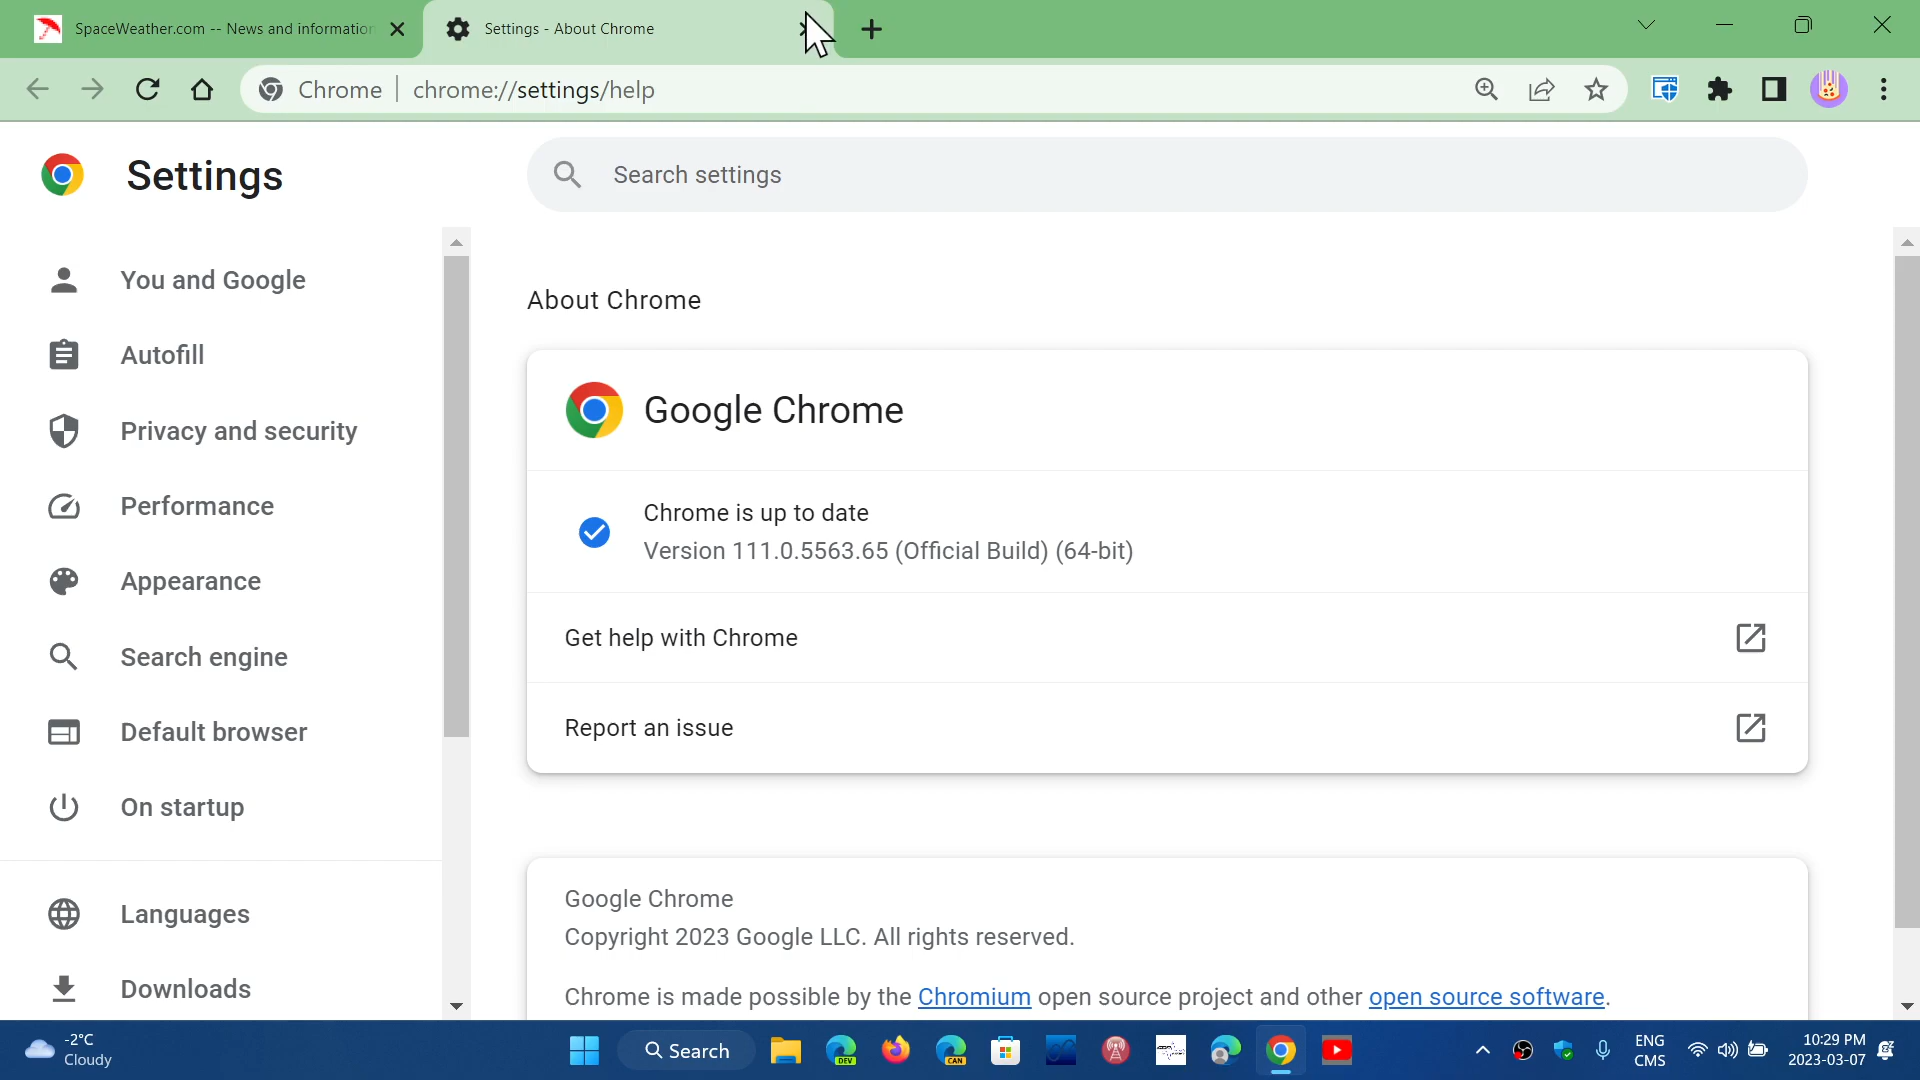 SpaceWeather.com -- News and information
Settings - About Chrome
Chrome
chrome://settings/help
Settings
Search settings
You and Google
Autofill
Privacy and security
Performance
Appearance
Search engine
Default browser
On startup
Languages
Downloads
About Chrome
Google Chrome
Chrome is up to date
Version 111.0.5563.65 (Official Build) (64-bit)
Get help with Chrome
Report an issue
Google Chrome
Copyright 2023 Google LLC. All rights reserved.
Chrome is made possible by the Chromium open source project and other open source software.
-2°C
Cloudy
Search
DEV
CAN
ENG
CMS
10:29 PM
2023-03-07